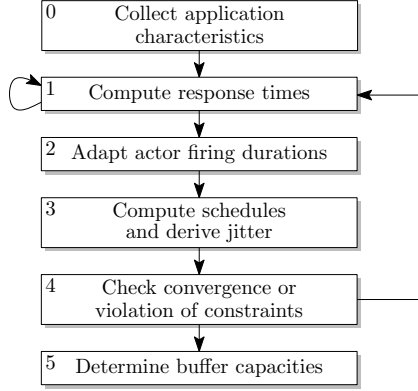 0
Collect application
characteristics
1
Compute response times
2
Adapt actor firing durations
3
Compute schedules
and derive jitter
4
Check convergence or
violation of constraints
5
Determine buffer capacities